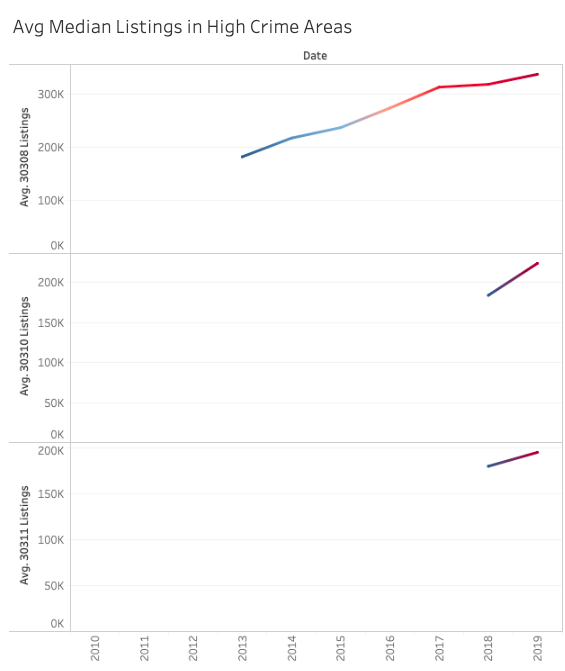 Avg Median Listings in High Crime Areas
Date
Avg. 30308 Listings
300K
200K
100K
0K
Avg. 30310 Listings
200K
150K
100K
50K
0K
Avg. 30311 Listings
200K
150K
100K
50K
0K
2010 2011 2012 2013 2014 2015 2016 2017 2018 2019